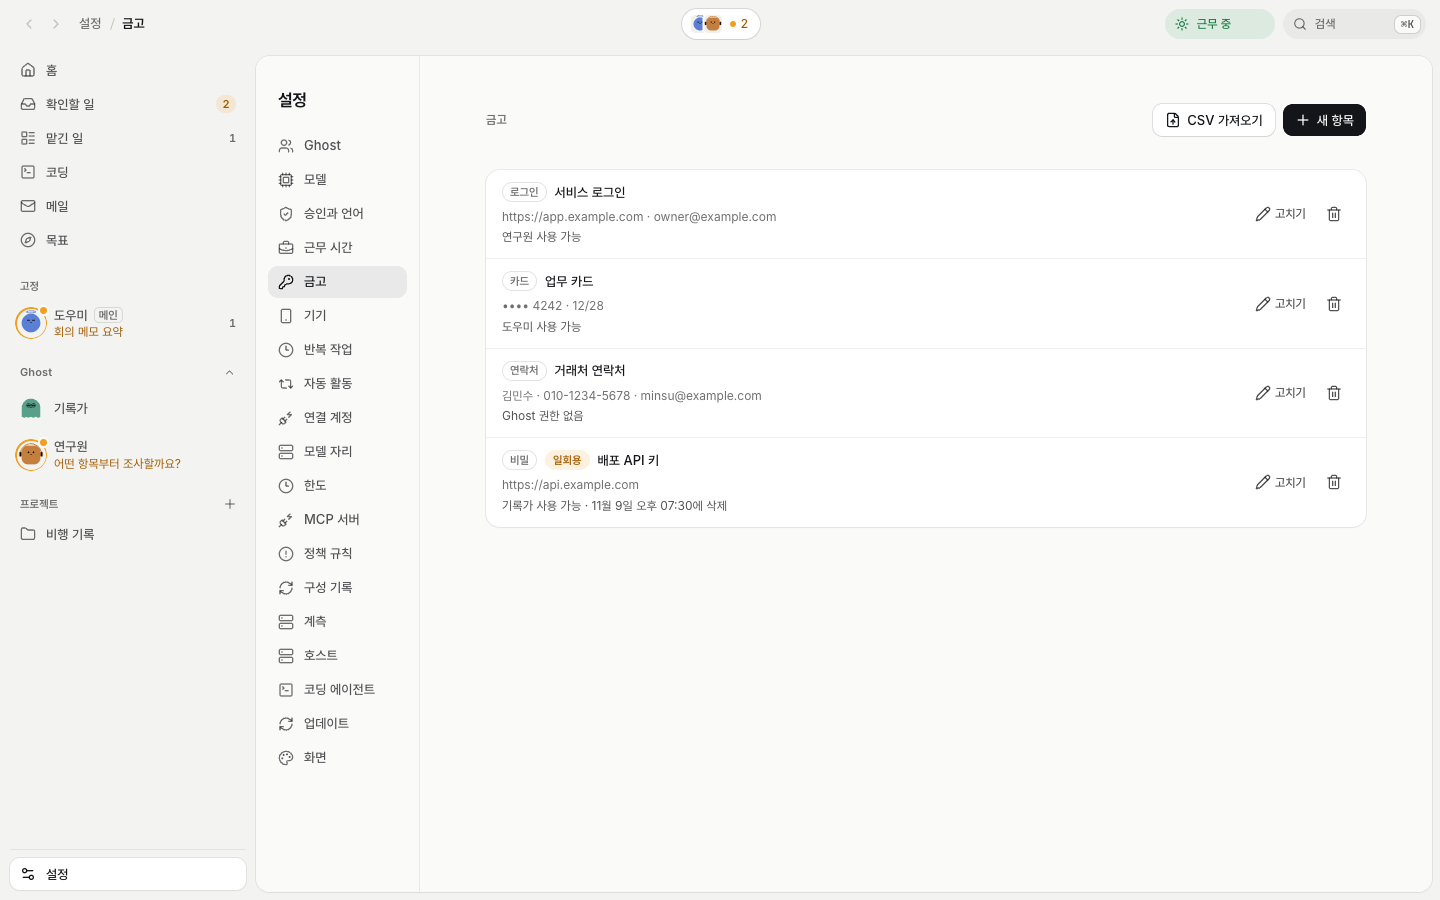 설정 / 금고
2
근무 중
검색
⌘K
홈
확인할 일
2
맡긴 일
1
코딩
메일
목표
고정
도우미 메인
회의 메모 요약
1
Ghost
기록가
연구원
어떤 항목부터 조사할까요?
프로젝트
비행 기록
설정
설정
Ghost
모델
승인과 언어
근무 시간
금고
기기
반복 작업
자동 활동
연결 계정
모델 자리
한도
MCP 서버
정책 규칙
구성 기록
계측
호스트
코딩 에이전트
업데이트
화면
금고
CSV 가져오기
새 항목
로그인 서비스 로그인
https://app.example.com · owner@example.com
연구원 사용 가능
고치기
카드 업무 카드
•••• 4242 · 12/28
도우미 사용 가능
고치기
연락처 거래처 연락처
김민수 · 010-1234-5678 · minsu@example.com
Ghost 권한 없음
고치기
비밀 일회용 배포 API 키
https://api.example.com
기록가 사용 가능 · 11월 9일 오후 07:30에 삭제
고치기